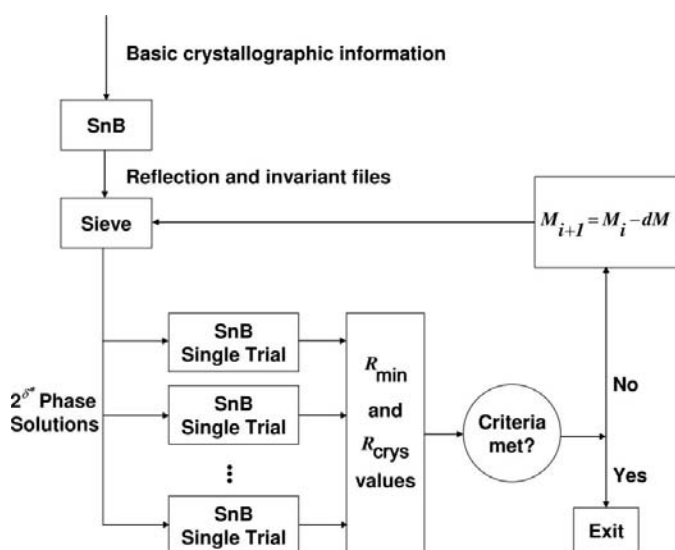 Basic crystallographic information
SnB
Reflection and invariant files
Sieve
M_{i+1} = M_i - dM
SnB
Single Trial
SnB
Single Trial
⋮
SnB
Single Trial
2^{δ*} Phase
Solutions
R_min
and
R_crys
values
Criteria
met?
No
Yes
Exit